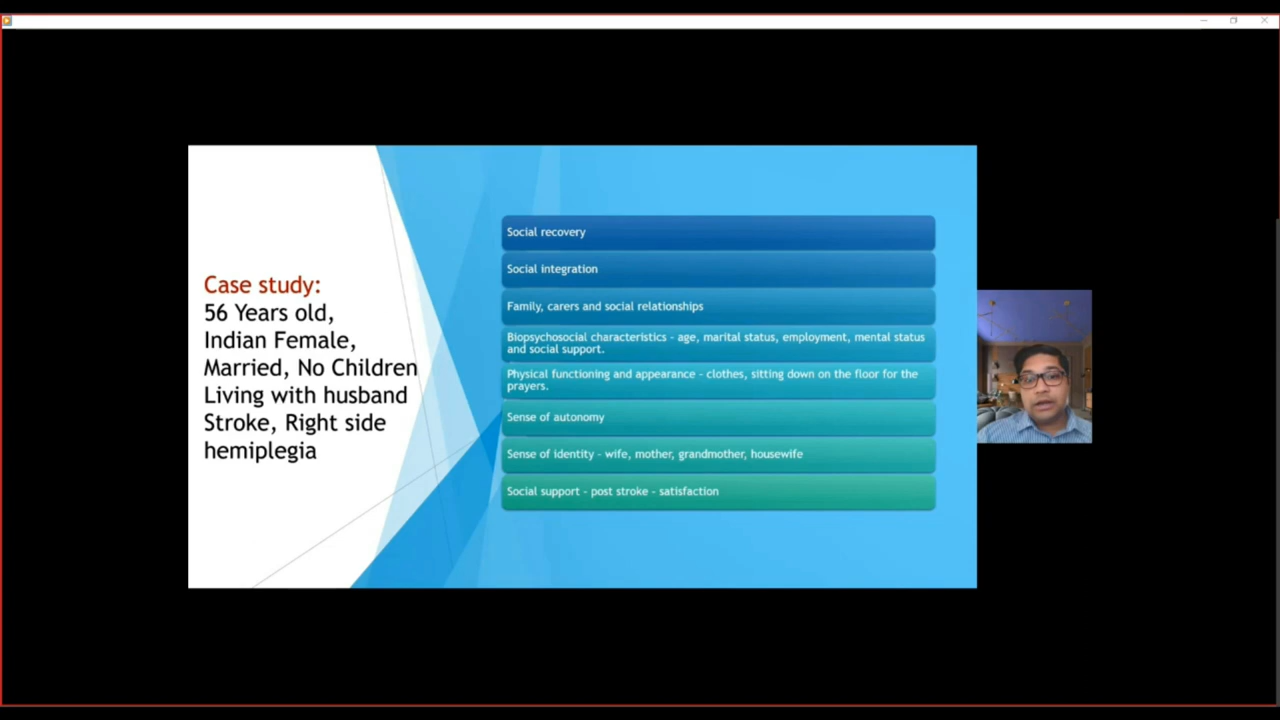 Case study:
56 Years old,
Indian Female,
Married, No Children
Living with husband
Stroke, Right side
hemiplegia
Social recovery
Social integration
Family, carers and social relationships
Biopsychosocial characteristics - age, marital status, employment, mental status
and social support.
Physical functioning and appearance - clothes, sitting down on the floor for the
prayers.
Sense of autonomy
Sense of identity - wife, mother, grandmother, housewife
Social support - post stroke - satisfaction